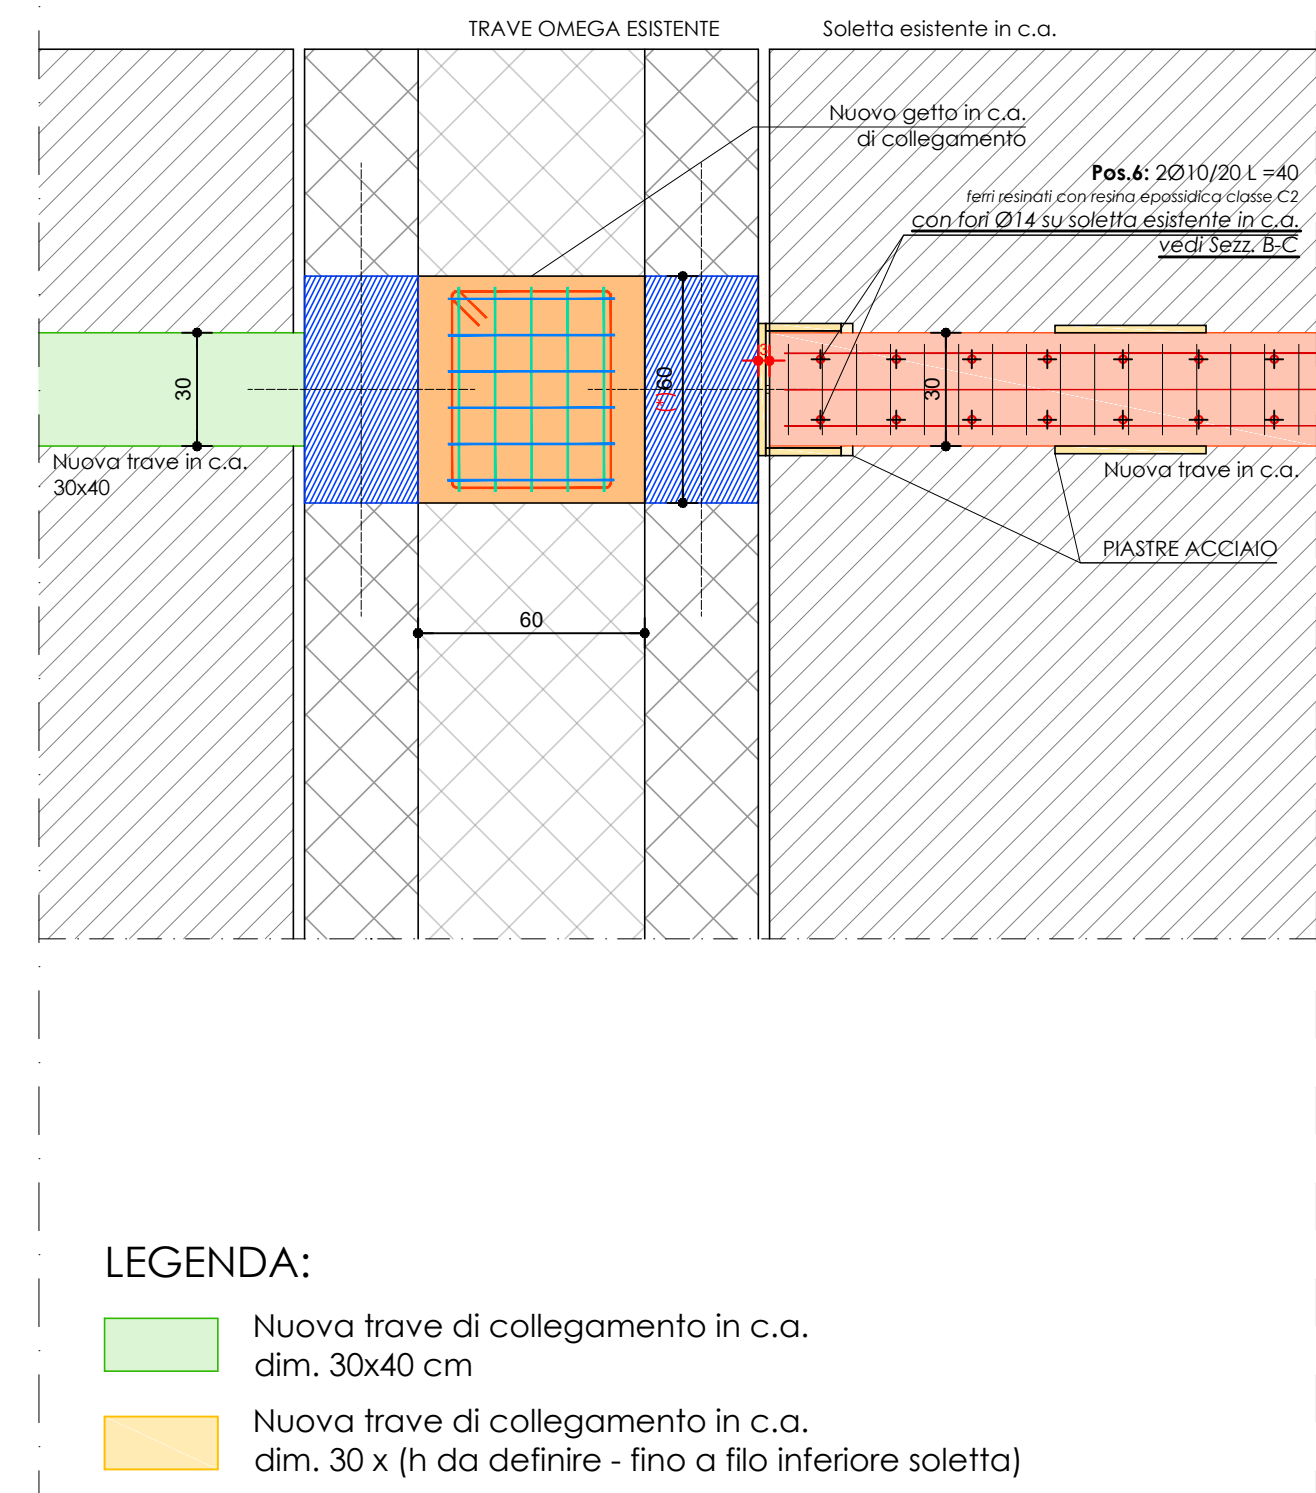 TRAVE OMEGA ESISTENTE
Soletta esistente in c.a.
Nuovo getto in c.a.
di collegamento
Pos.6: 2Ø10/20 L =40
ferri resinati con resina epossidica classe C2
con fori Ø14 su soletta esistente in c.a.
vedi Sezz. B-C
30
3
60
(*)
30
Nuova trave in c.a.
30x40
Nuova trave in c.a.
PIASTRE ACCIAIO
60
LEGENDA:
Nuova trave di collegamento in c.a.
dim. 30x40 cm
Nuova trave di collegamento in c.a.
dim. 30 x (h da definire - fino a filo inferiore soletta)